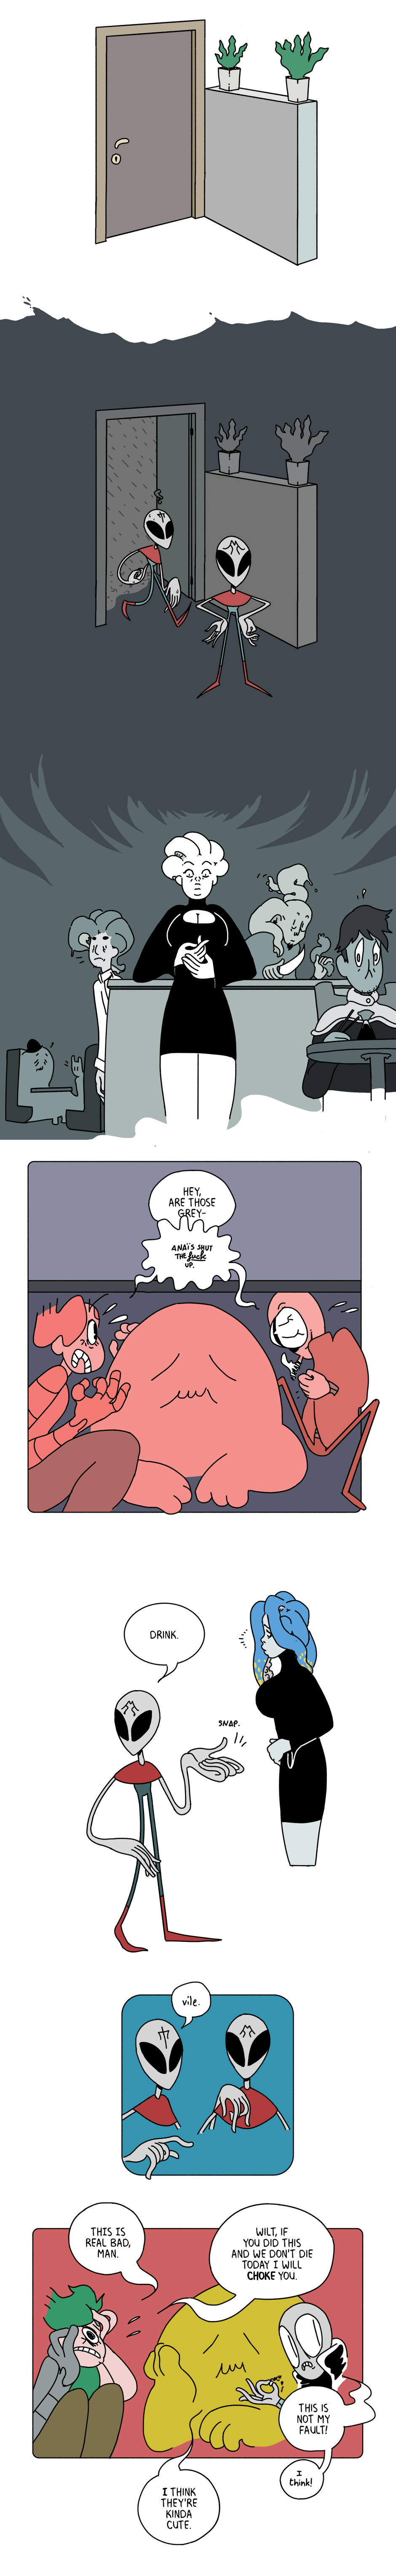 HEY,
ARE THOSE
GREY-
ANAÏS SHUT
THE fuck
UP.
DRINK.
SNAP.
vile.
THIS IS
REAL BAD,
MAN.
WILT, IF
YOU DID THIS
AND WE DON'T DIE
TODAY I WILL
CHOKE YOU.
THIS IS
NOT MY
FAULT!
I
think!
I THINK
THEY'RE
KINDA
CUTE.